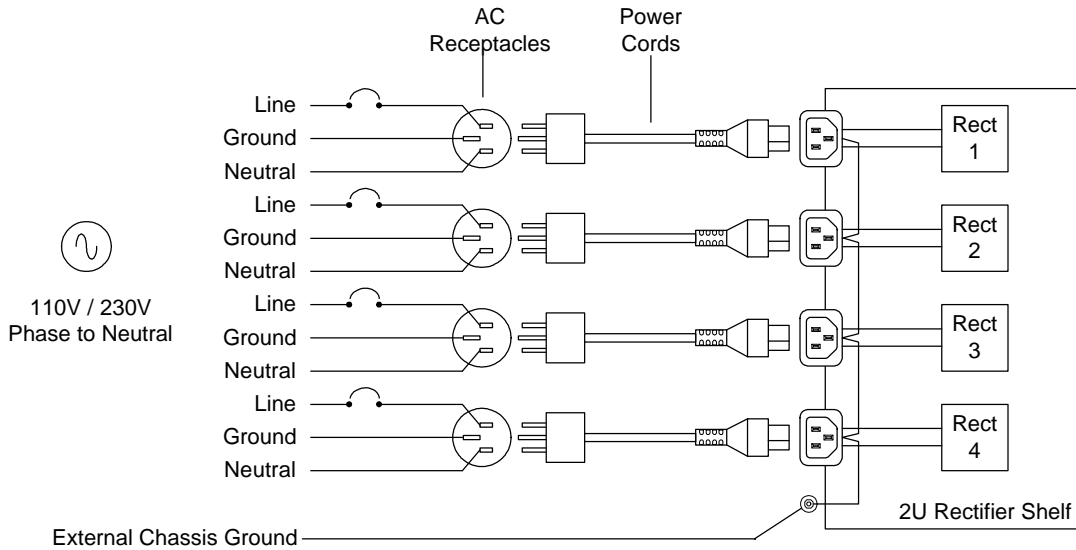 AC
Receptacles
Power
Cords
Line
Ground
Neutral
Rect
1
Line
Ground
Neutral
Rect
2
110V / 230V
Phase to Neutral
Line
Ground
Neutral
Rect
3
Line
Ground
Neutral
Rect
4
2U Rectifier Shelf
External Chassis Ground